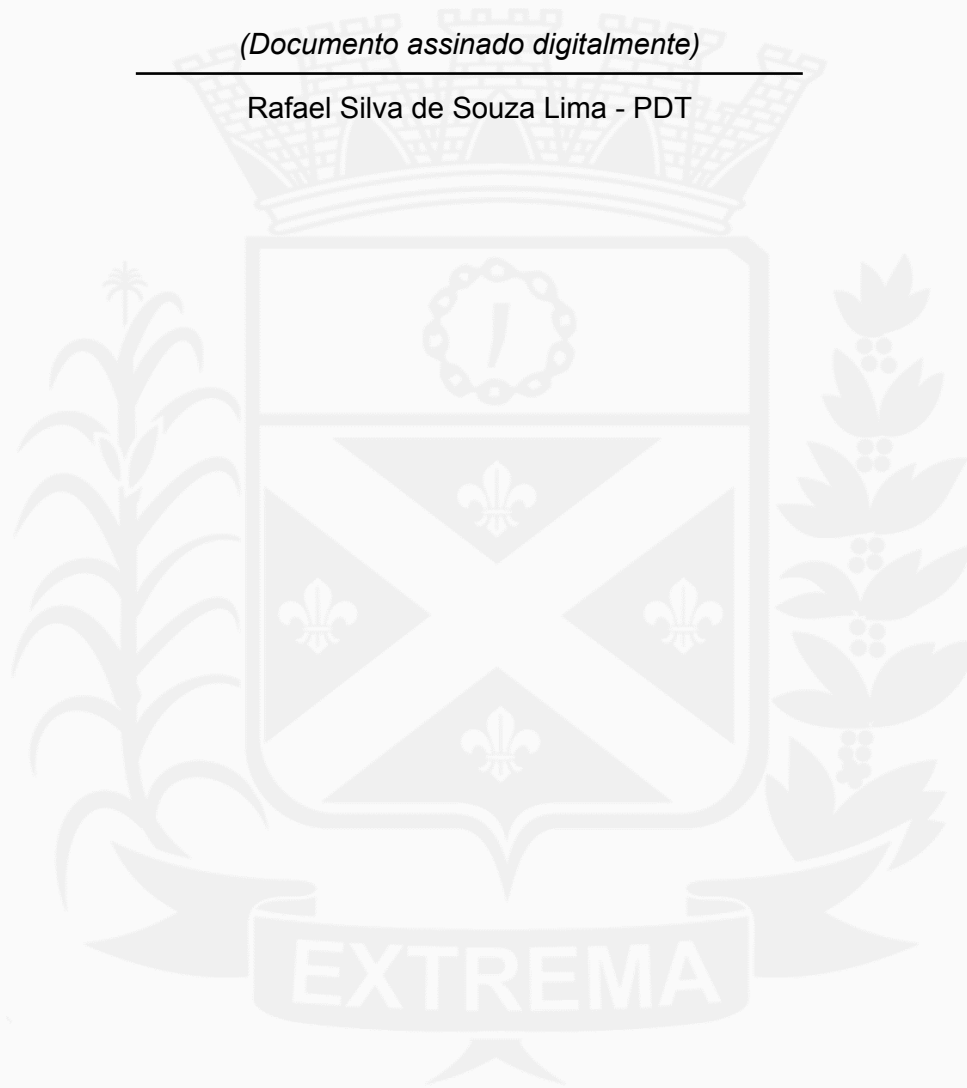 (Documento assinado digitalmente)
Rafael Silva de Souza Lima - PDT
EXTREMA